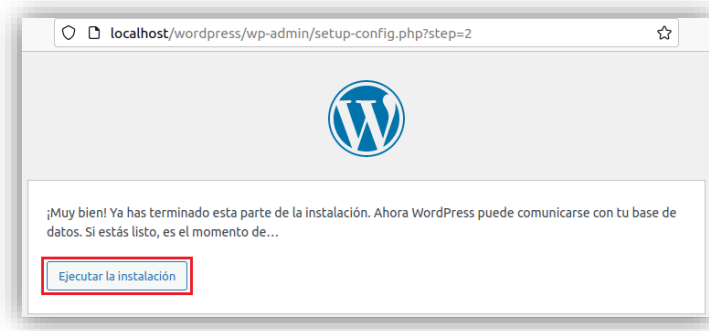 localhost/wordpress/wp-admin/setup-config.php?step=2
W
¡Muy bien! Ya has terminado esta parte de la instalación. Ahora WordPress puede comunicarse con tu base de
datos. Si estás listo, es el momento de…
Ejecutar la instalación